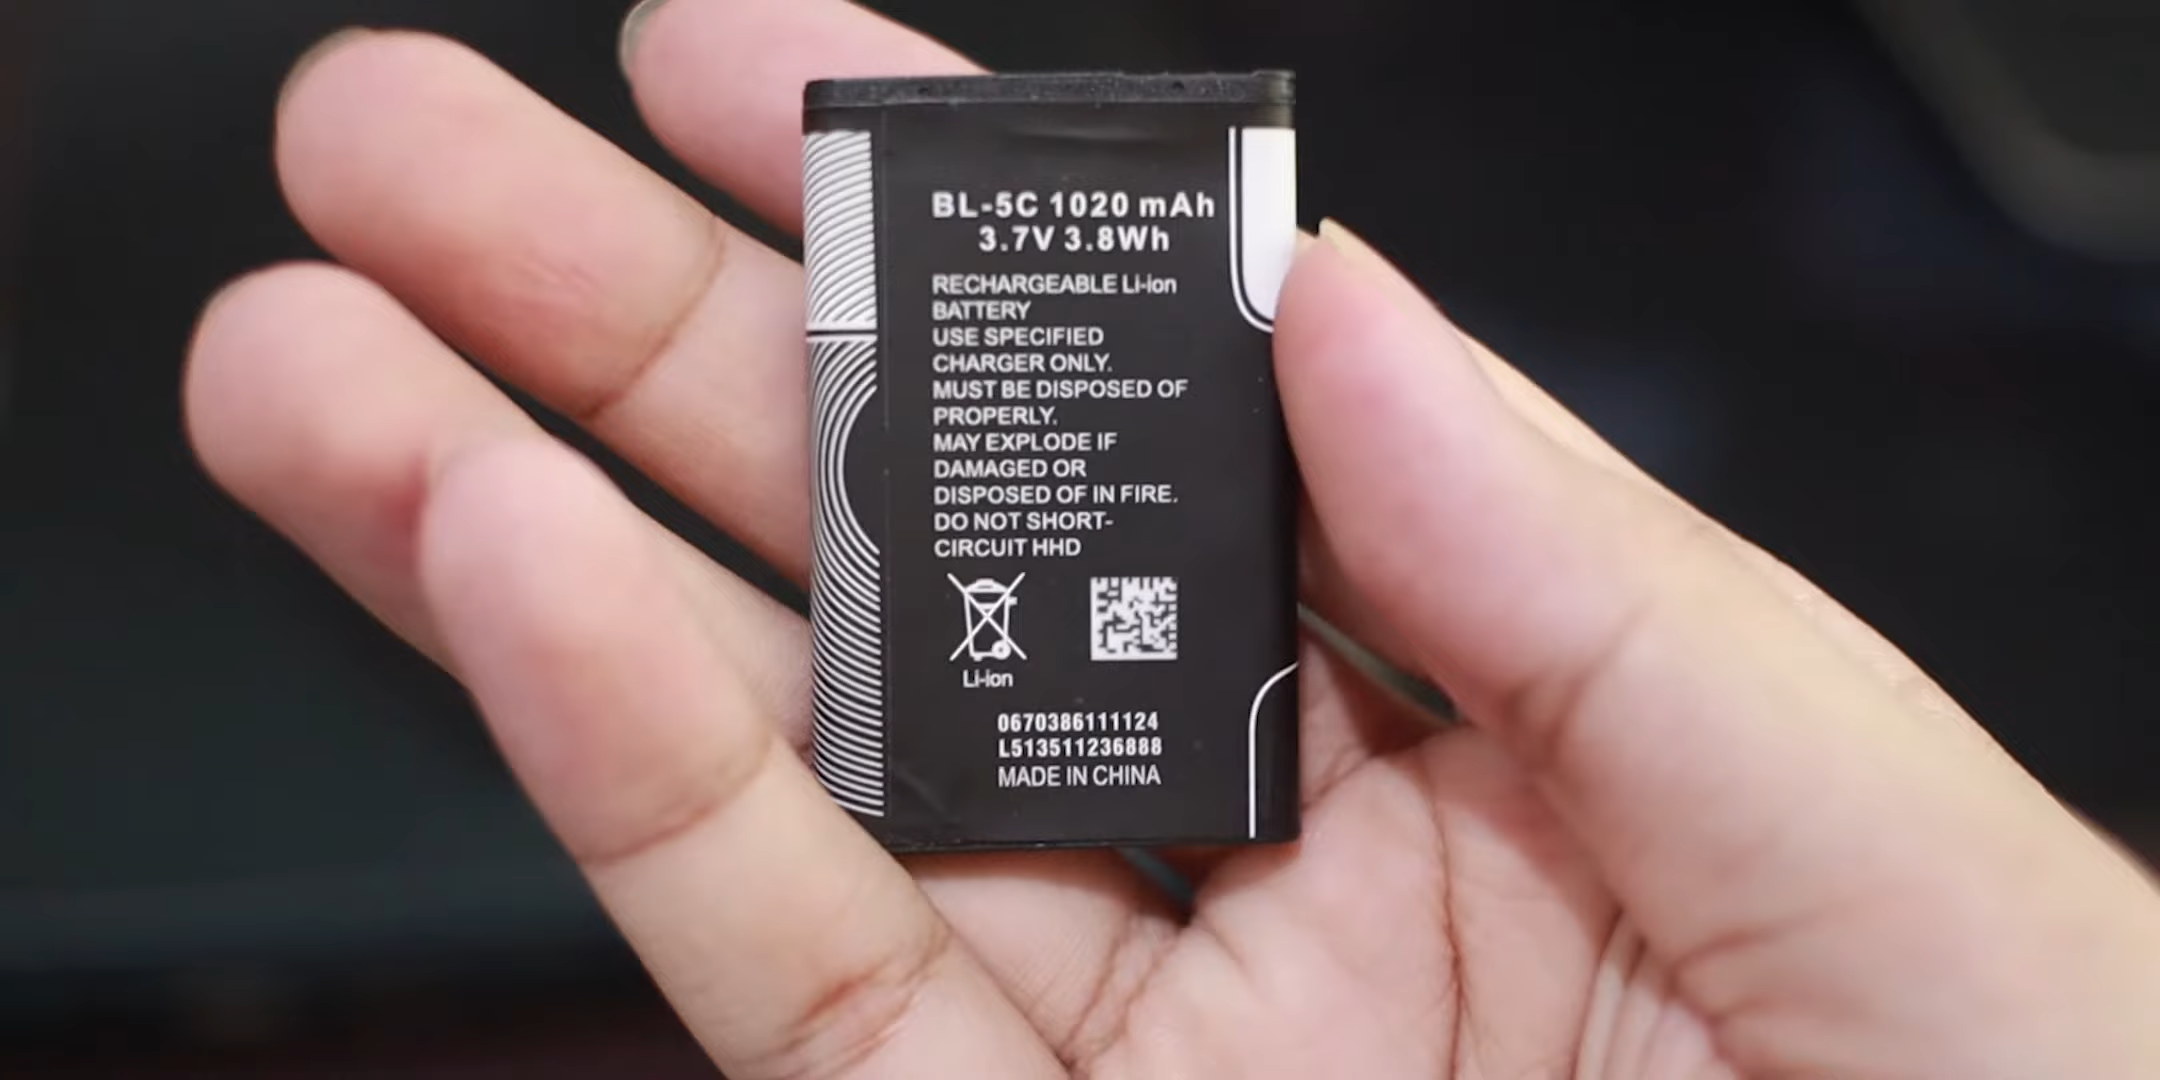 BL-5C 1020 mAh
3.7V 3.8Wh
RECHARGEABLE Li-ion
BATTERY
USE SPECIFIED
CHARGER ONLY.
MUST BE DISPOSED OF
PROPERLY.
MAY EXPLODE IF
DAMAGED OR
DISPOSED OF IN FIRE.
DO NOT SHORT-
CIRCUIT HHD
Li-ion
0670386111124
L513511236888
MADE IN CHINA